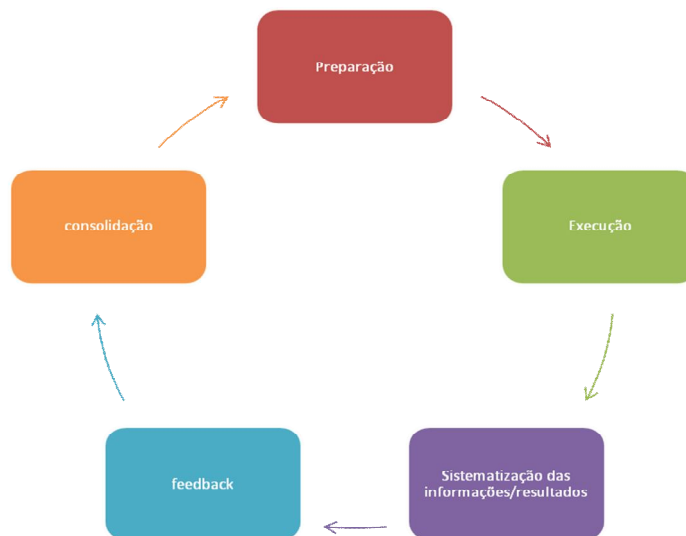 Preparação
Execução
Sistematização das
informações/resultados
feedback
consolidação